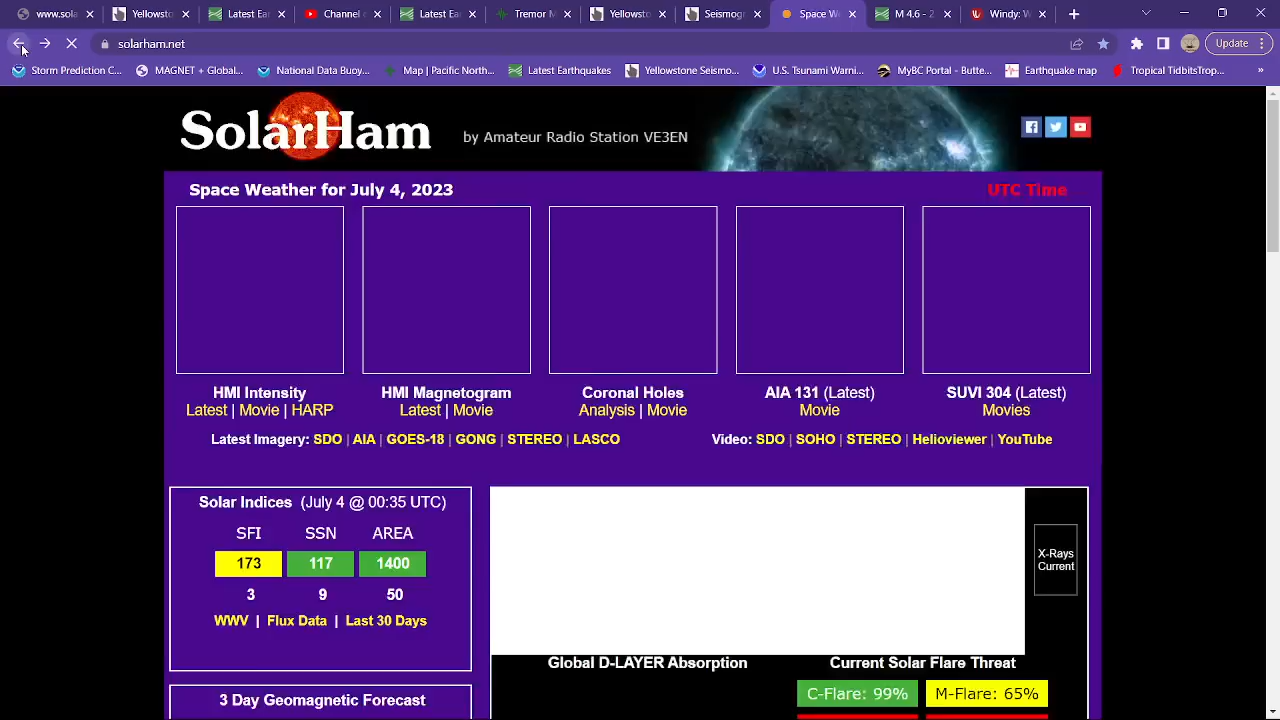 www.sola
Yellowsto
Latest Ear
Channel c
Latest Ear
Tremor M
Yellowsto
Seismogr
Space We
M 4.6 - 2
Windy: W
solarham.net
Update
Storm Prediction C...
MAGNET + Global...
National Data Buoy...
Map | Pacific North...
Latest Earthquakes
Yellowstone Seismo...
U.S. Tsunami Warni...
MyBC Portal - Butte...
Earthquake map
Tropical TidbitsTrop...
»
SolarHam
by Amateur Radio Station VE3EN
Space Weather for July 4, 2023
UTC Time
HMI Intensity
Latest | Movie | HARP
HMI Magnetogram
Latest | Movie
Coronal Holes
Analysis | Movie
AIA 131 (Latest)
Movie
SUVI 304 (Latest)
Movies
Latest Imagery: SDO | AIA | GOES-18 | GONG | STEREO | LASCO
Video: SDO | SOHO | STEREO | Helioviewer | YouTube
Solar Indices (July 4 @ 00:35 UTC)
SFI SSN AREA
173 117 1400
3 9 50
WWV | Flux Data | Last 30 Days
3 Day Geomagnetic Forecast
X-Rays
Current
Global D-LAYER Absorption
Current Solar Flare Threat
C-Flare: 99%
M-Flare: 65%